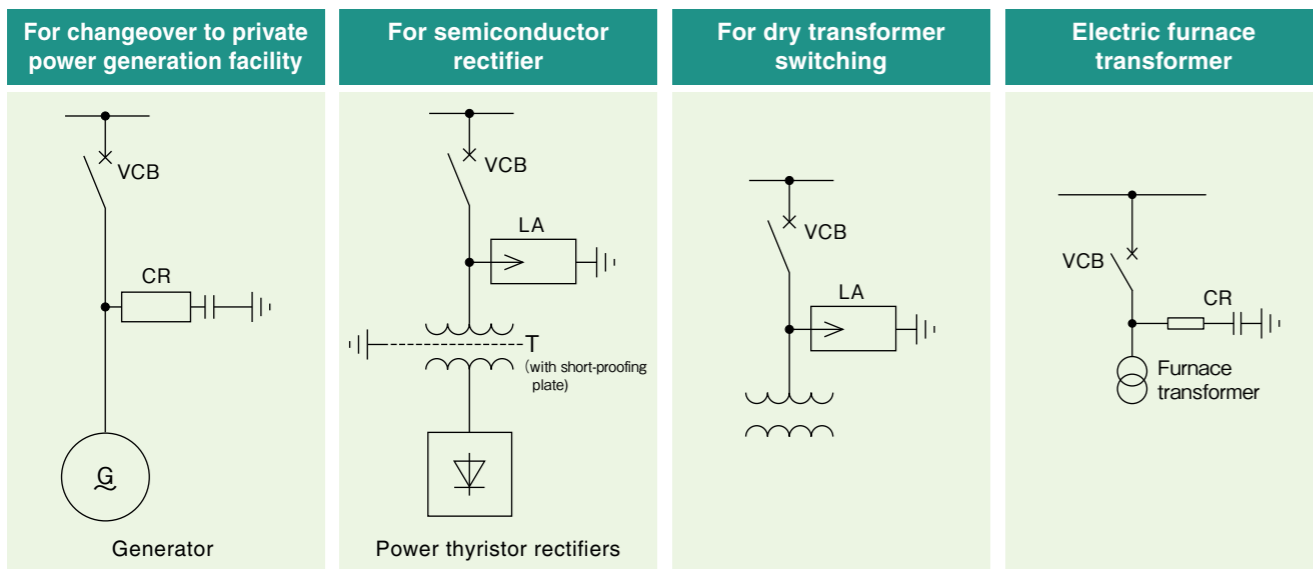 For changeover to private
power generation facility
VCB
CR
G
Generator
For semiconductor
rectifier
VCB
LA
T
(with short-proofing
plate)
Power thyristor rectifiers
For dry transformer
switching
VCB
LA
Electric furnace
transformer
VCB
CR
Furnace
transformer